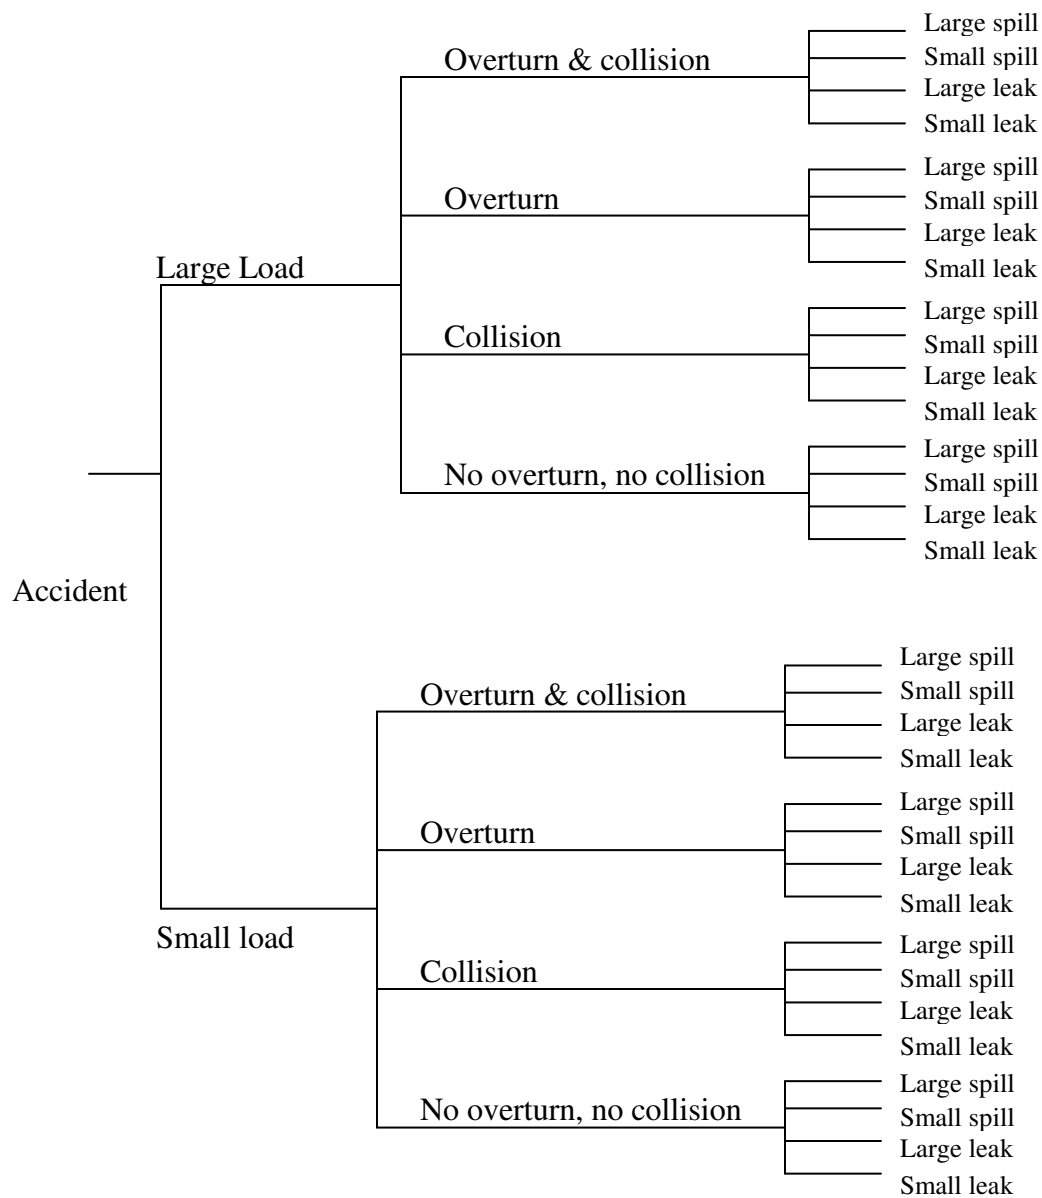 Large spill
Overturn & collision
Small spill
Large leak
Small leak
Large spill
Overturn
Small spill
Large leak
Large Load
Small leak
Large spill
Collision
Small spill
Large leak
Small leak
Large spill
No overturn, no collision
Small spill
Large leak
Small leak
Accident
Large spill
Overturn & collision
Small spill
Large leak
Small leak
Large spill
Overturn
Small spill
Large leak
Small leak
Small load
Large spill
Collision
Small spill
Large leak
Small leak
Large spill
No overturn, no collision
Small spill
Large leak
Small leak